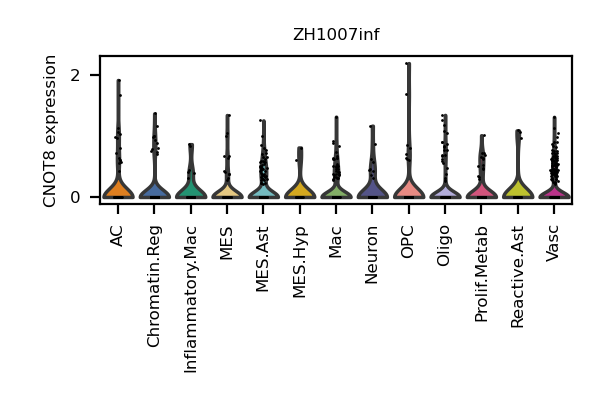 ZH1007inf
CNOT8 expression
2
0
AC
Chromatin.Reg
Inflammatory.Mac
MES
MES.Ast
MES.Hyp
Mac
Neuron
OPC
Oligo
Prolif.Metab
Reactive.Ast
Vasc